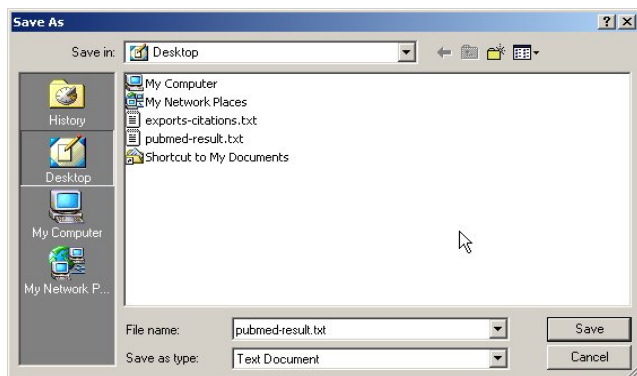 Save As
Save in:
Desktop
My Computer
My Network Places
exports-citations.txt
pubmed-result.txt
Shortcut to My Documents
History
Desktop
My Computer
My Network P...
File name:
pubmed-result.txt
Save
Save as type:
Text Document
Cancel